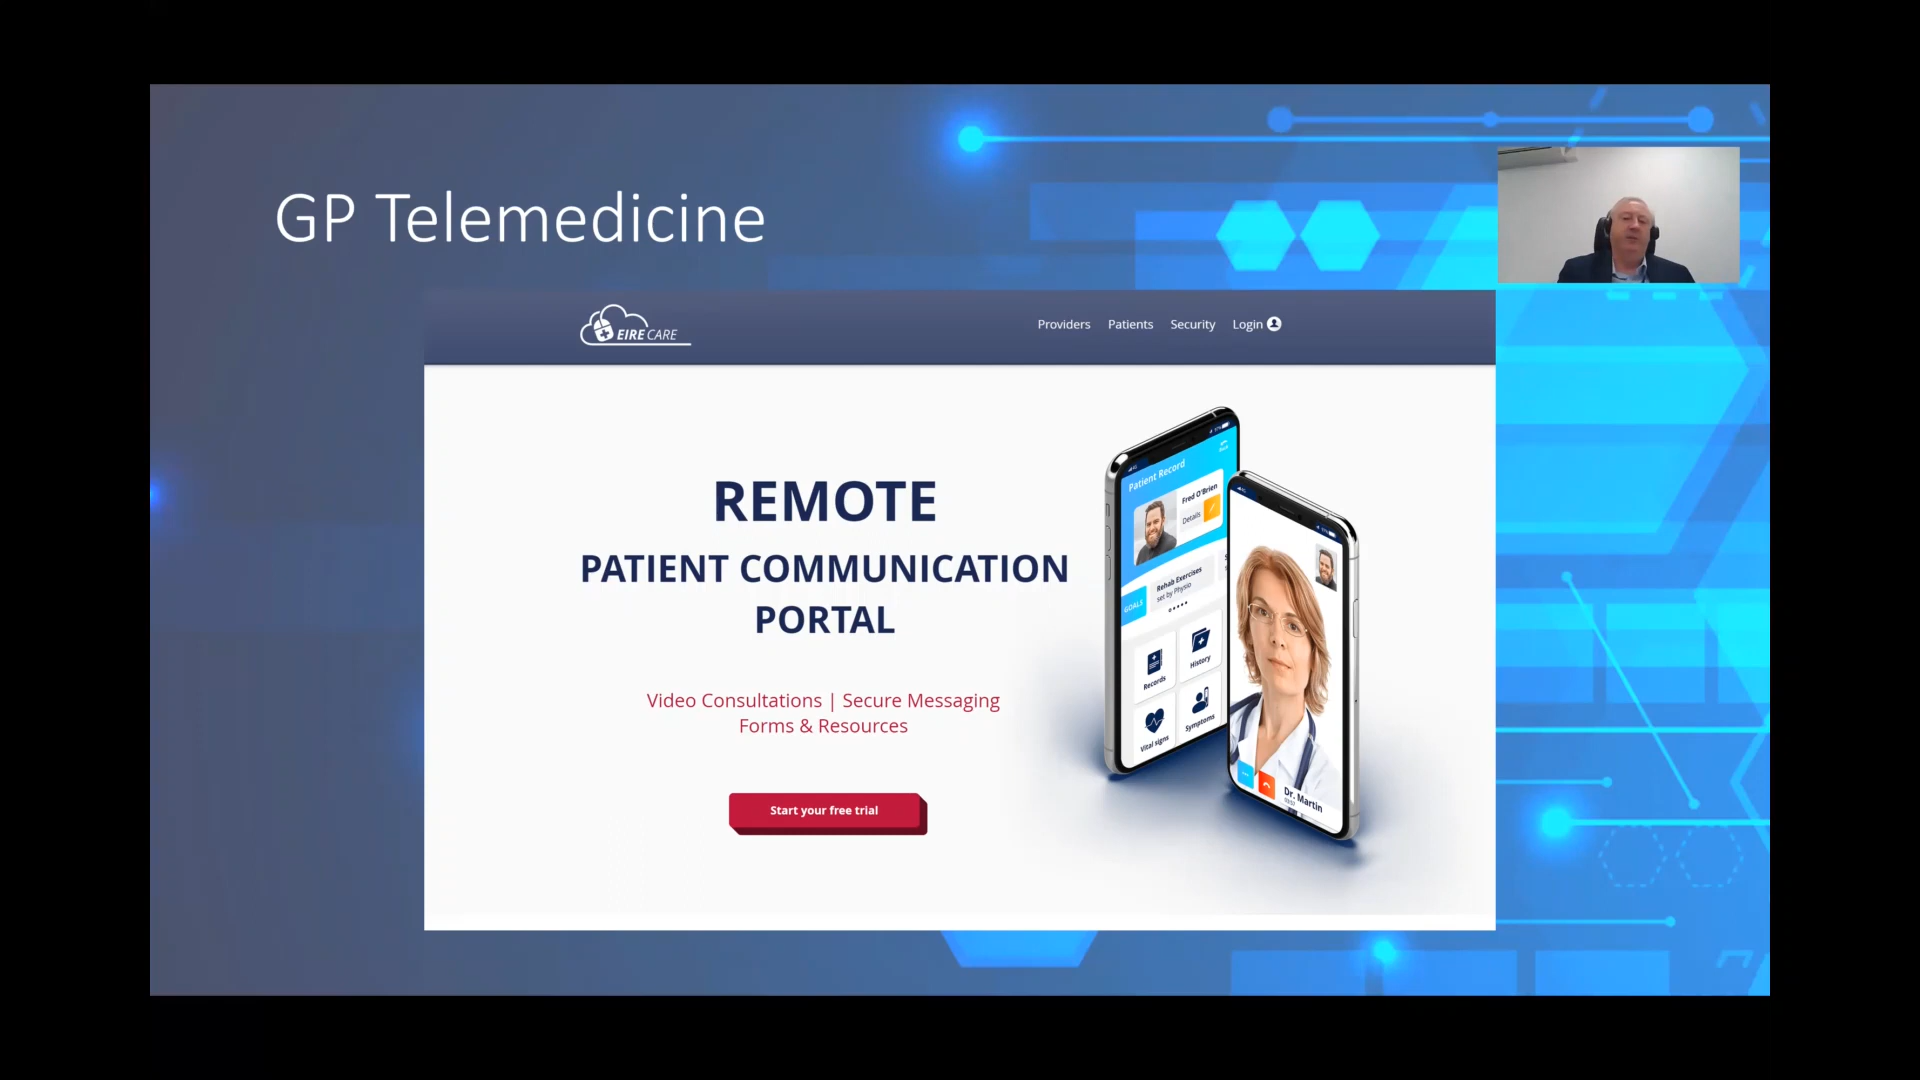 GP Telemedicine
EIRE CARE
Providers Patients Security Login
REMOTE
PATIENT COMMUNICATION
PORTAL
Video Consultations | Secure Messaging
Forms & Resources
Start your free trial
Patient Record
Fred O'Brien
Details
Rehab Exercises
set by Physio
GOALS
Records
History
Vital signs
Symptoms
Dr. Martin